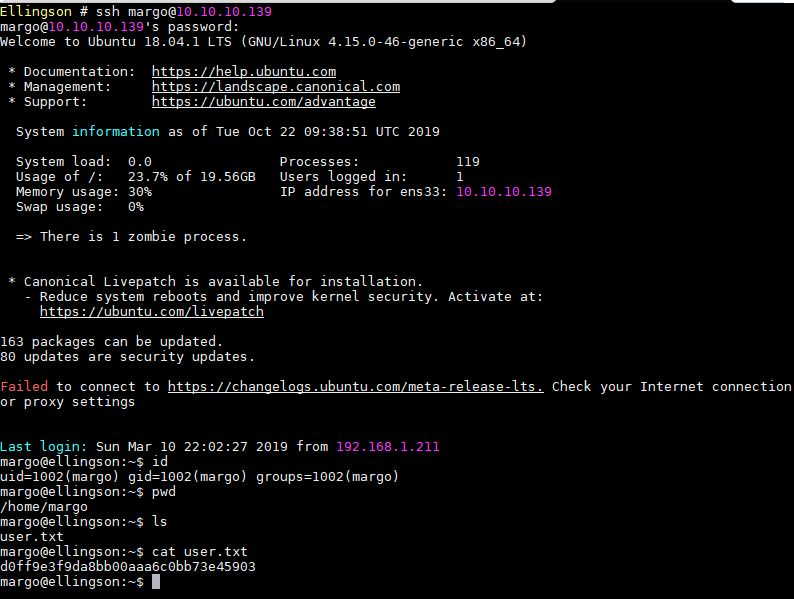 Ellingson # ssh margo@10.10.10.139
margo@10.10.10.139's password:
Welcome to Ubuntu 18.04.1 LTS (GNU/Linux 4.15.0-46-generic x86_64)
* Documentation: https://help.ubuntu.com
* Management: https://landscape.canonical.com
* Support: https://ubuntu.com/advantage
System information as of Tue Oct 22 09:38:51 UTC 2019
System load: 0.0 Processes: 119
Usage of /: 23.7% of 19.56GB Users logged in: 1
Memory usage: 30% IP address for ens33: 10.10.10.139
Swap usage: 0%
=> There is 1 zombie process.
* Canonical Livepatch is available for installation.
- Reduce system reboots and improve kernel security. Activate at:
https://ubuntu.com/livepatch
163 packages can be updated.
80 updates are security updates.
Failed to connect to https://changelogs.ubuntu.com/meta-release-lts. Check your Internet connection
or proxy settings
Last login: Sun Mar 10 22:02:27 2019 from 192.168.1.211
margo@ellingson:~$ id
uid=1002(margo) gid=1002(margo) groups=1002(margo)
margo@ellingson:~$ pwd
/home/margo
margo@ellingson:~$ ls
user.txt
margo@ellingson:~$ cat user.txt
d0ff9e3f9da8bb00aaa6c0bb73e45903
margo@ellingson:~$